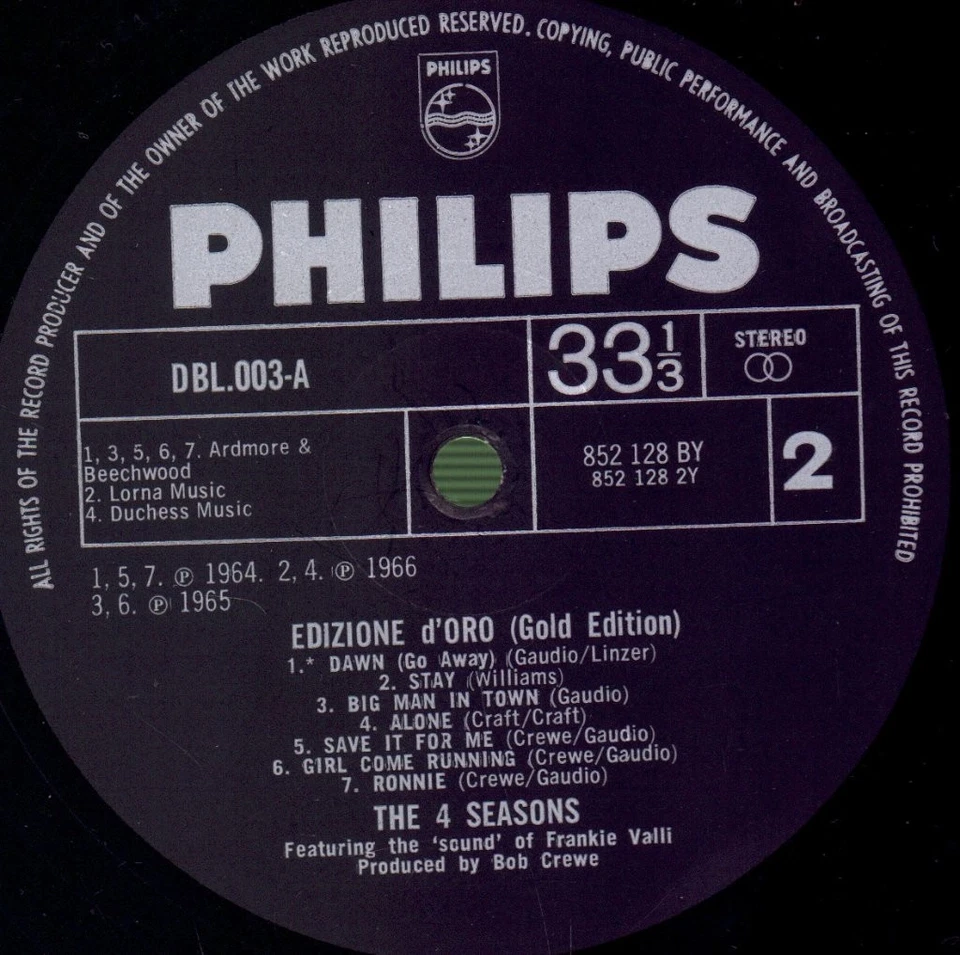 ALL RIGHTS OF THE RECORD PRODUCER AND OF THE OWNER OF THE WORK REPRODUCED RESERVED. COPYING, PUBLIC PERFORMANCE AND BROADCASTING OF THIS RECORD PROHIBITED
PHILIPS
PHILIPS
DBL.003-A
33 1/3
STEREO
1, 3, 5, 6, 7. Ardmore &
Beechwood
2. Lorna Music
4. Duchess Music
852 128 BY
852 128 2Y
2
1, 5, 7. ℗ 1964. 2, 4. ℗ 1966
3, 6. ℗ 1965
EDIZIONE d'ORO (Gold Edition)
1.* DAWN (Go Away) (Gaudio/Linzer)
2. STAY (Williams)
3. BIG MAN IN TOWN (Gaudio)
4. ALONE (Craft/Craft)
5. SAVE IT FOR ME (Crewe/Gaudio)
6. GIRL COME RUNNING (Crewe/Gaudio)
7. RONNIE (Crewe/Gaudio)
THE 4 SEASONS
Featuring the 'sound' of Frankie Valli
Produced by Bob Crewe